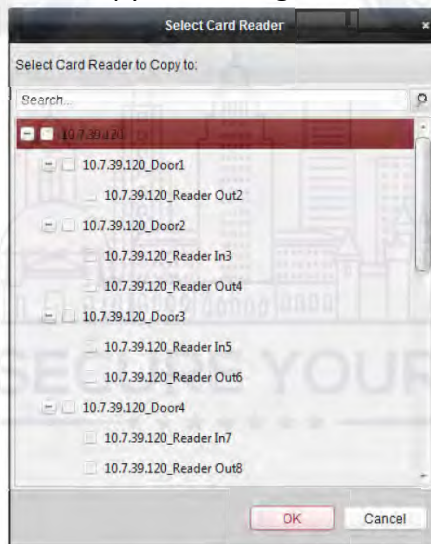 Select Card Reader
Select Card Reader to Copy to:
Search...
10.7.39.120
10.7.39.120_Door1
10.7.39.120_Reader Out2
10.7.39.120_Door2
10.7.39.120_Reader In3
10.7.39.120_Reader Out4
10.7.39.120_Door3
10.7.39.120_Reader In5
10.7.39.120_Reader Out6
10.7.39.120_Door4
10.7.39.120_Reader In7
10.7.39.120_Reader Out8
OK Cancel